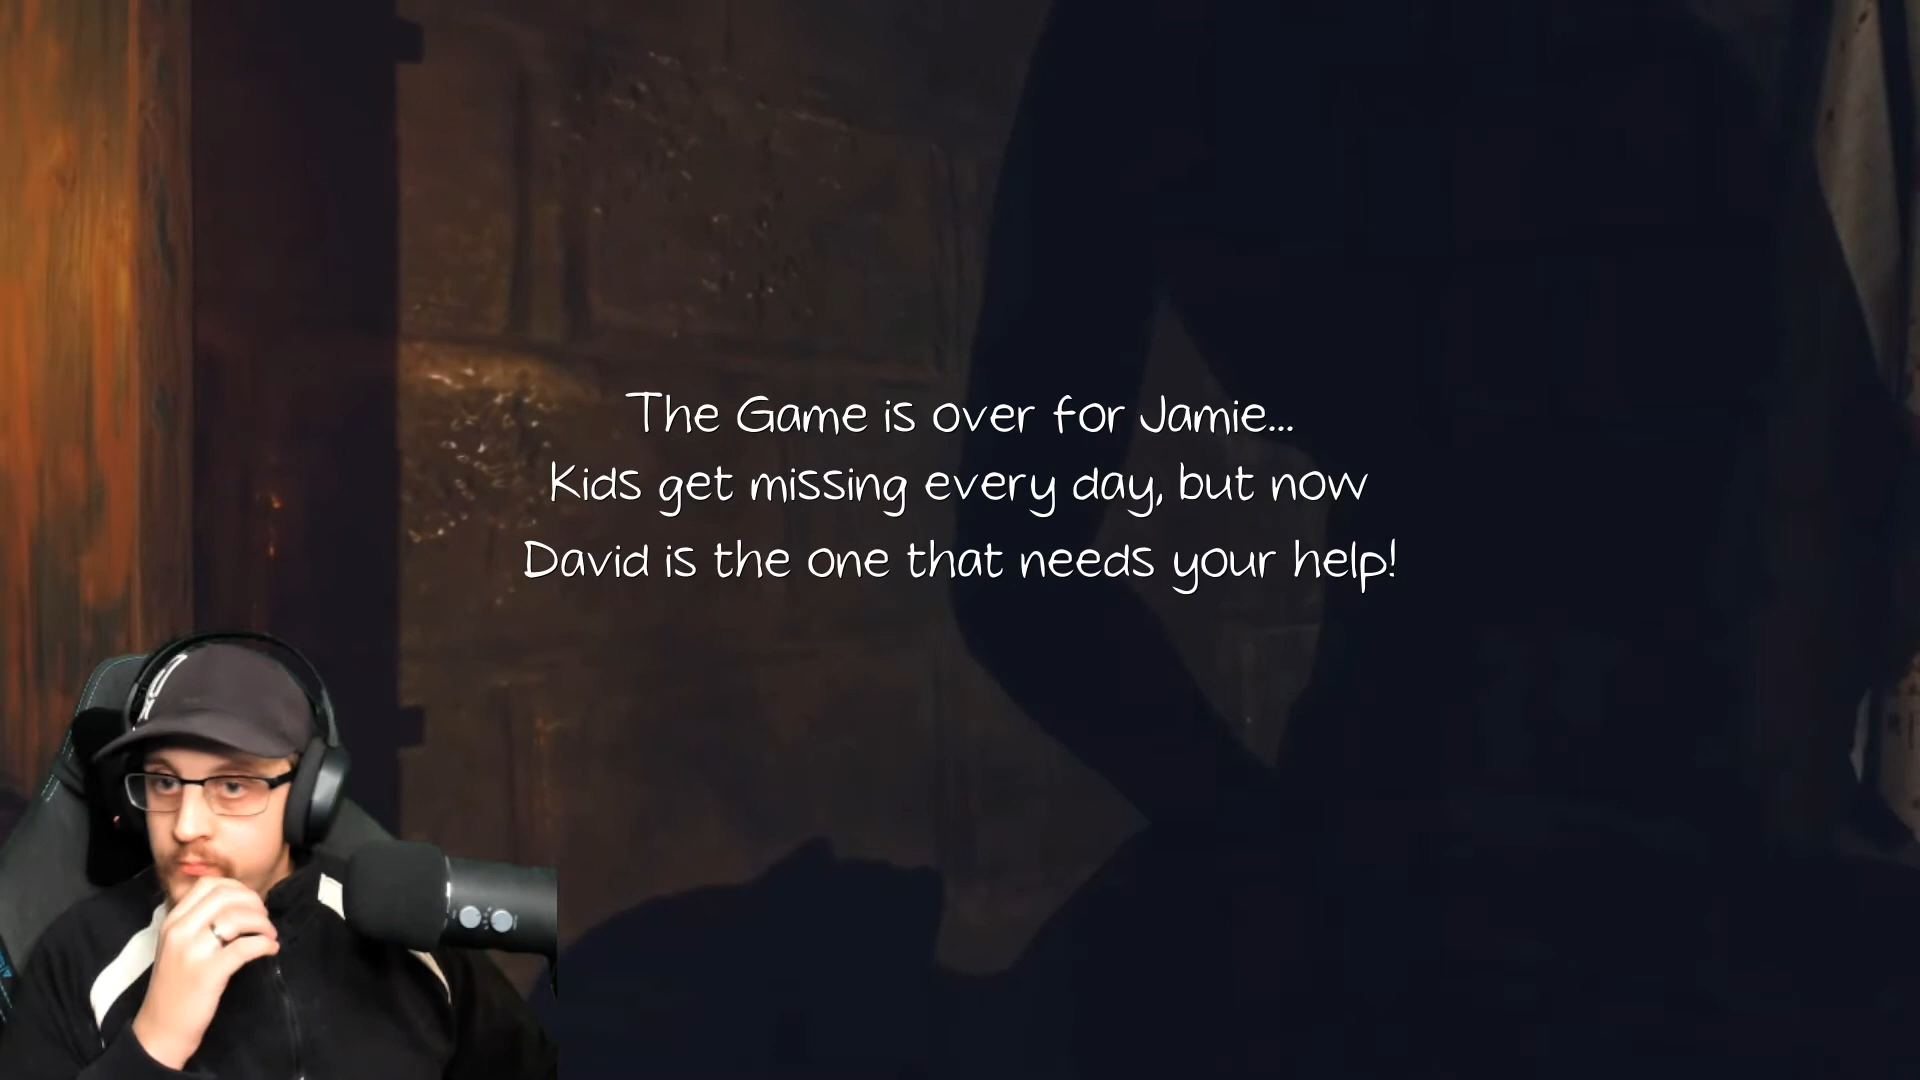 The Game is over for Jamie...
Kids get missing every day, but now
David is the one that needs your help!